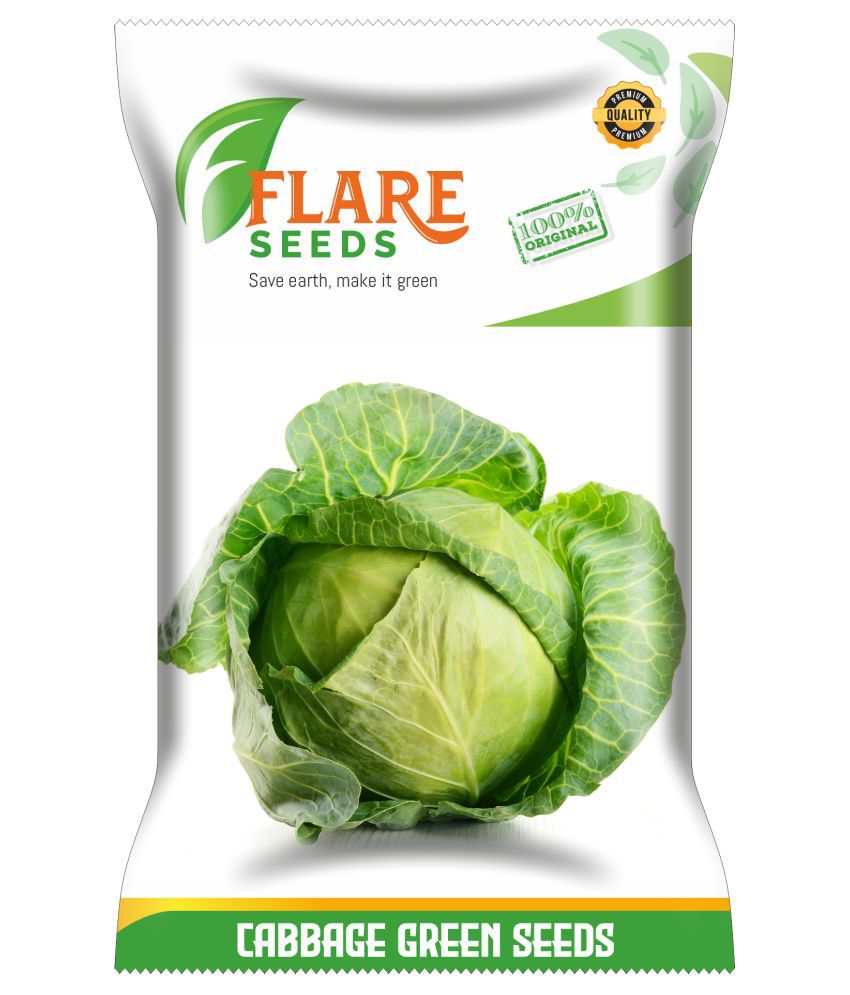 PREMIUM
QUALITY
PREMIUM
FLARE
SEEDS
100%
ORIGINAL
Save earth, make it green
CABBAGE GREEN SEEDS